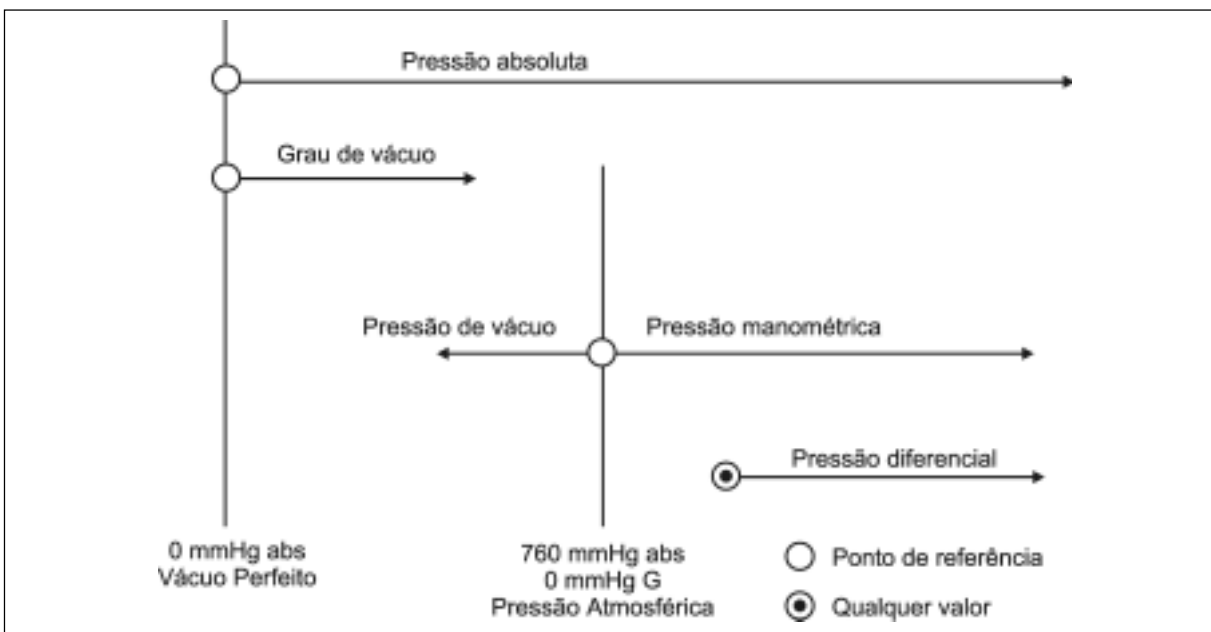 Pressão absoluta
Grau de vácuo
Pressão de vácuo
Pressão manométrica
Pressão diferencial
0 mmHg abs
Vácuo Perfeito
760 mmHg abs
0 mmHg G
Pressão Atmosférica
Ponto de referência
Qualquer valor